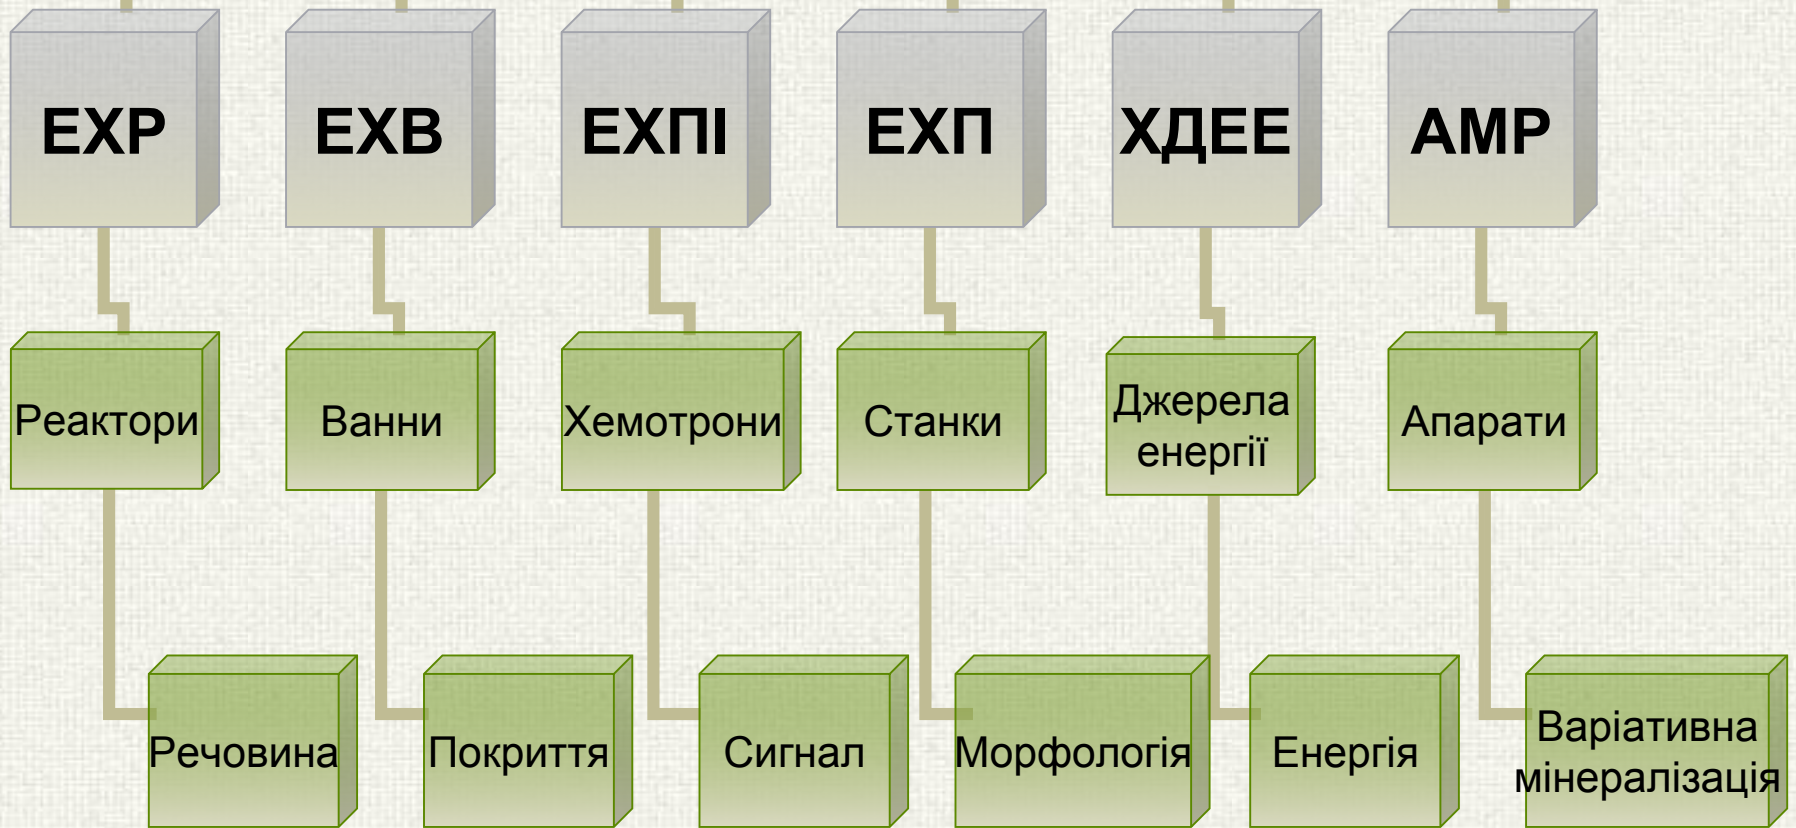 ЕХР
ЕХВ
ЕХПІ
ЕХП
ХДЕЕ
АМР
Реактори
Ванни
Хемотрони
Станки
Джерела
енергії
Апарати
Речовина
Покриття
Сигнал
Морфологія
Енергія
Варіативна
мінералізація